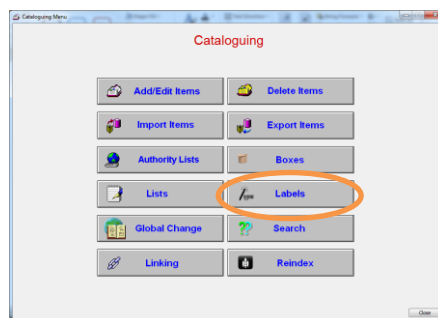 Cataloguing Menu
Cataloguing
Add/Edit Items Delete Items
Import Items Export Items
Authority Lists Boxes
Lists Labels
Global Change Search
Linking Reindex
Close